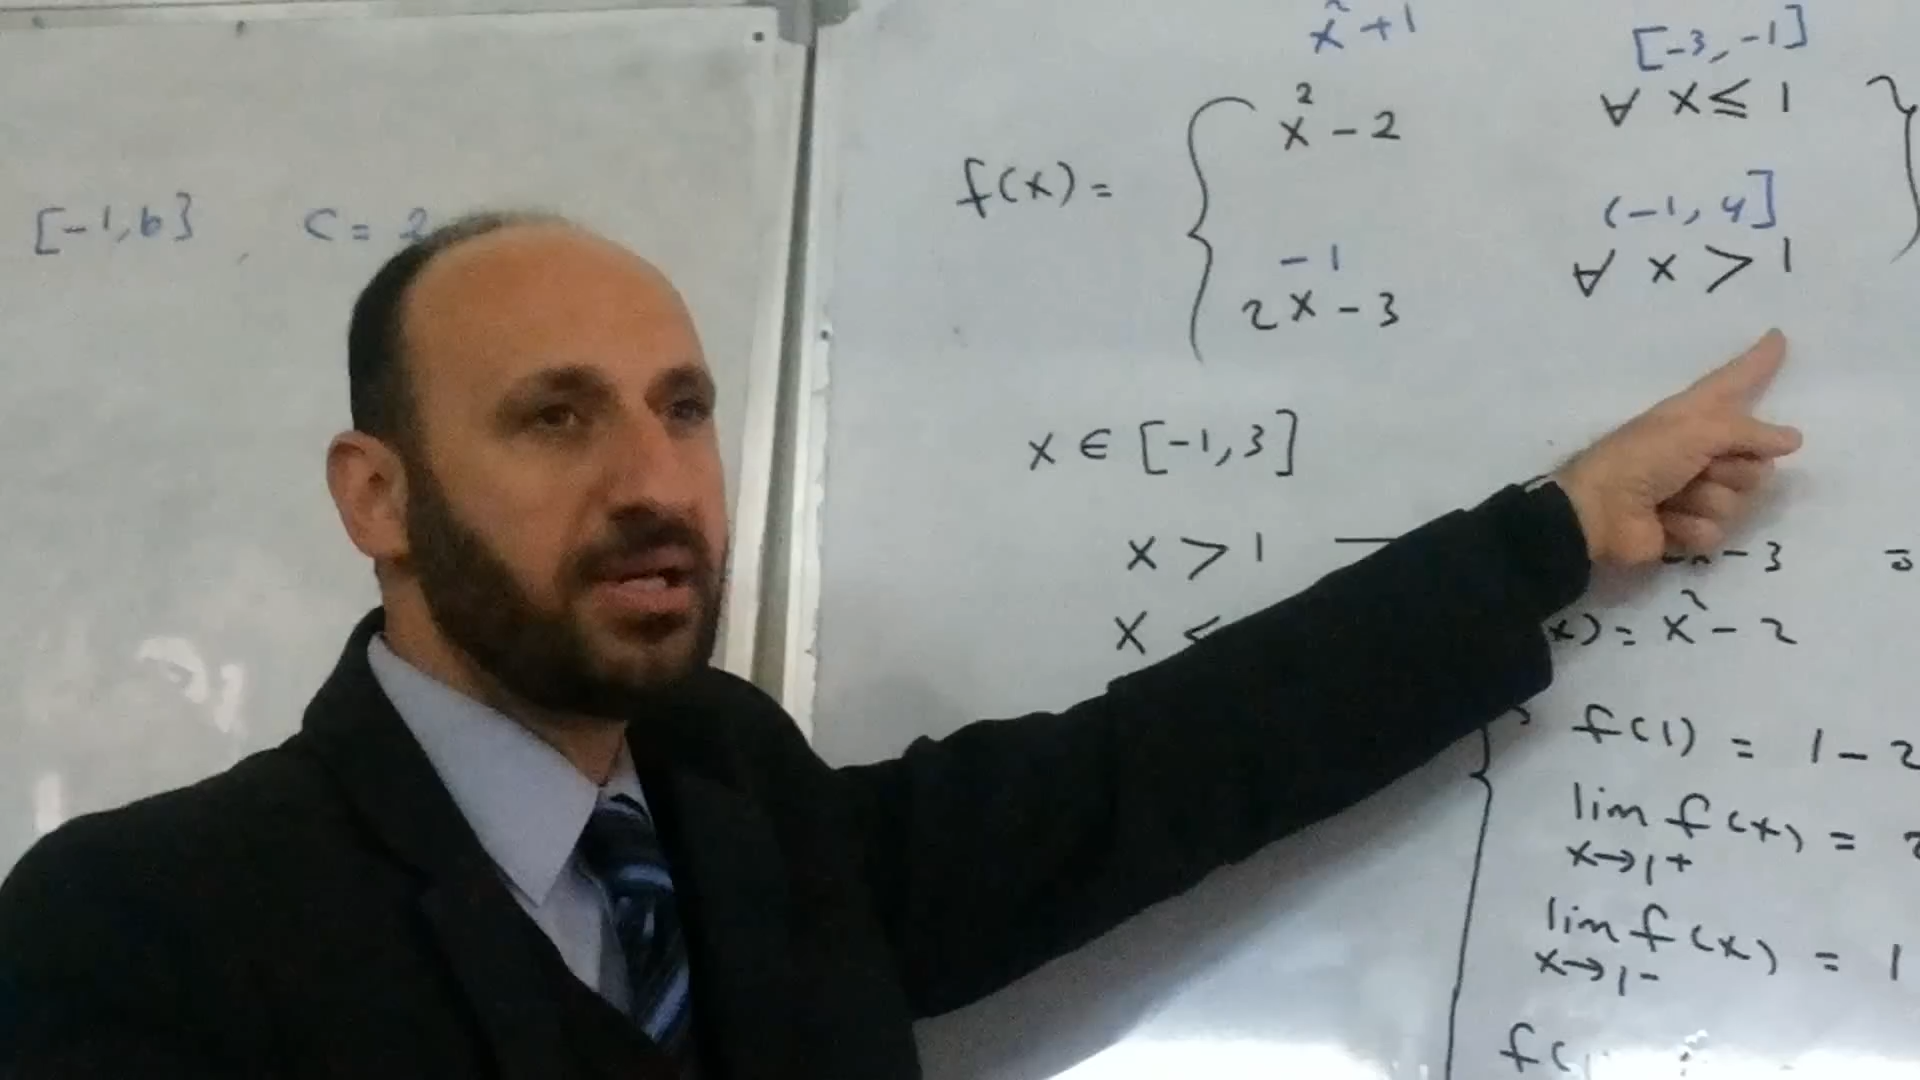 [-1, b] , C = 2
x² + 1 [-3, -1]
x² - 2 ∀ x ≤ 1
f(x) =
(-1, 4]
-1
2x - 3 ∀ x > 1
x ∈ [-1, 3]
x > 1 - 3
x < x) = x² - 2
f(1) = 1 - 2
lim f(x) =
x→1+
lim f(x) = 1
x→1-